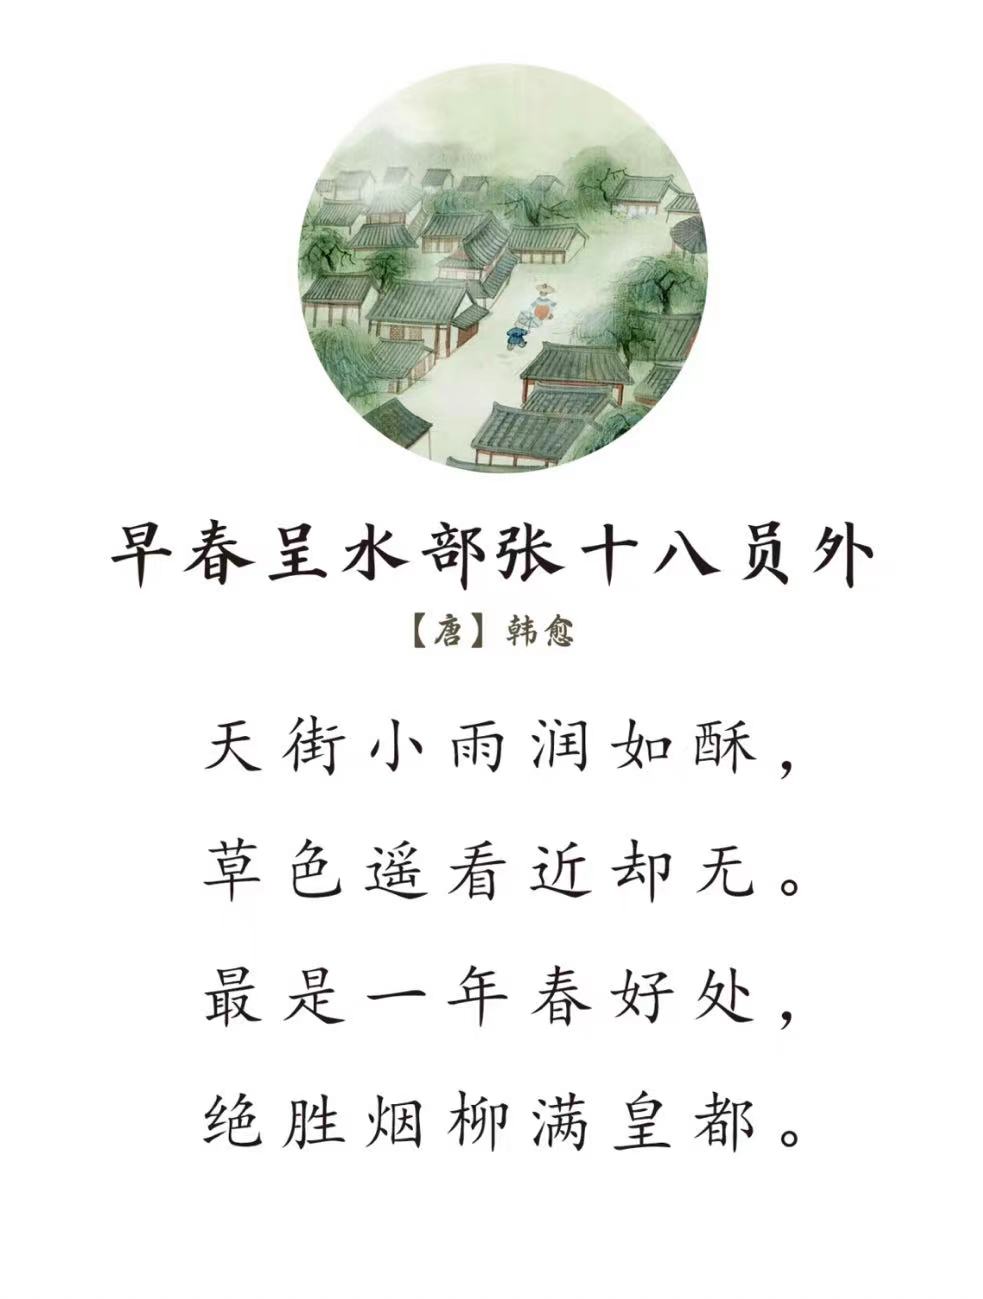 早春呈水部张十八员外
【唐】韩愈
天街小雨润如酥，
草色遥看近却无。
最是一年春好处，
绝胜烟柳满皇都。